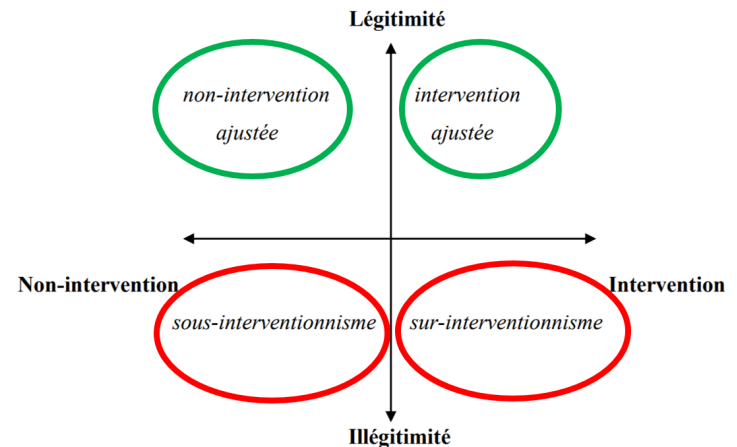 Légitimité
non-intervention
ajustée
intervention
ajustée
Non-intervention
Intervention
sous-interventionnisme
sur-interventionnisme
Illégitimité